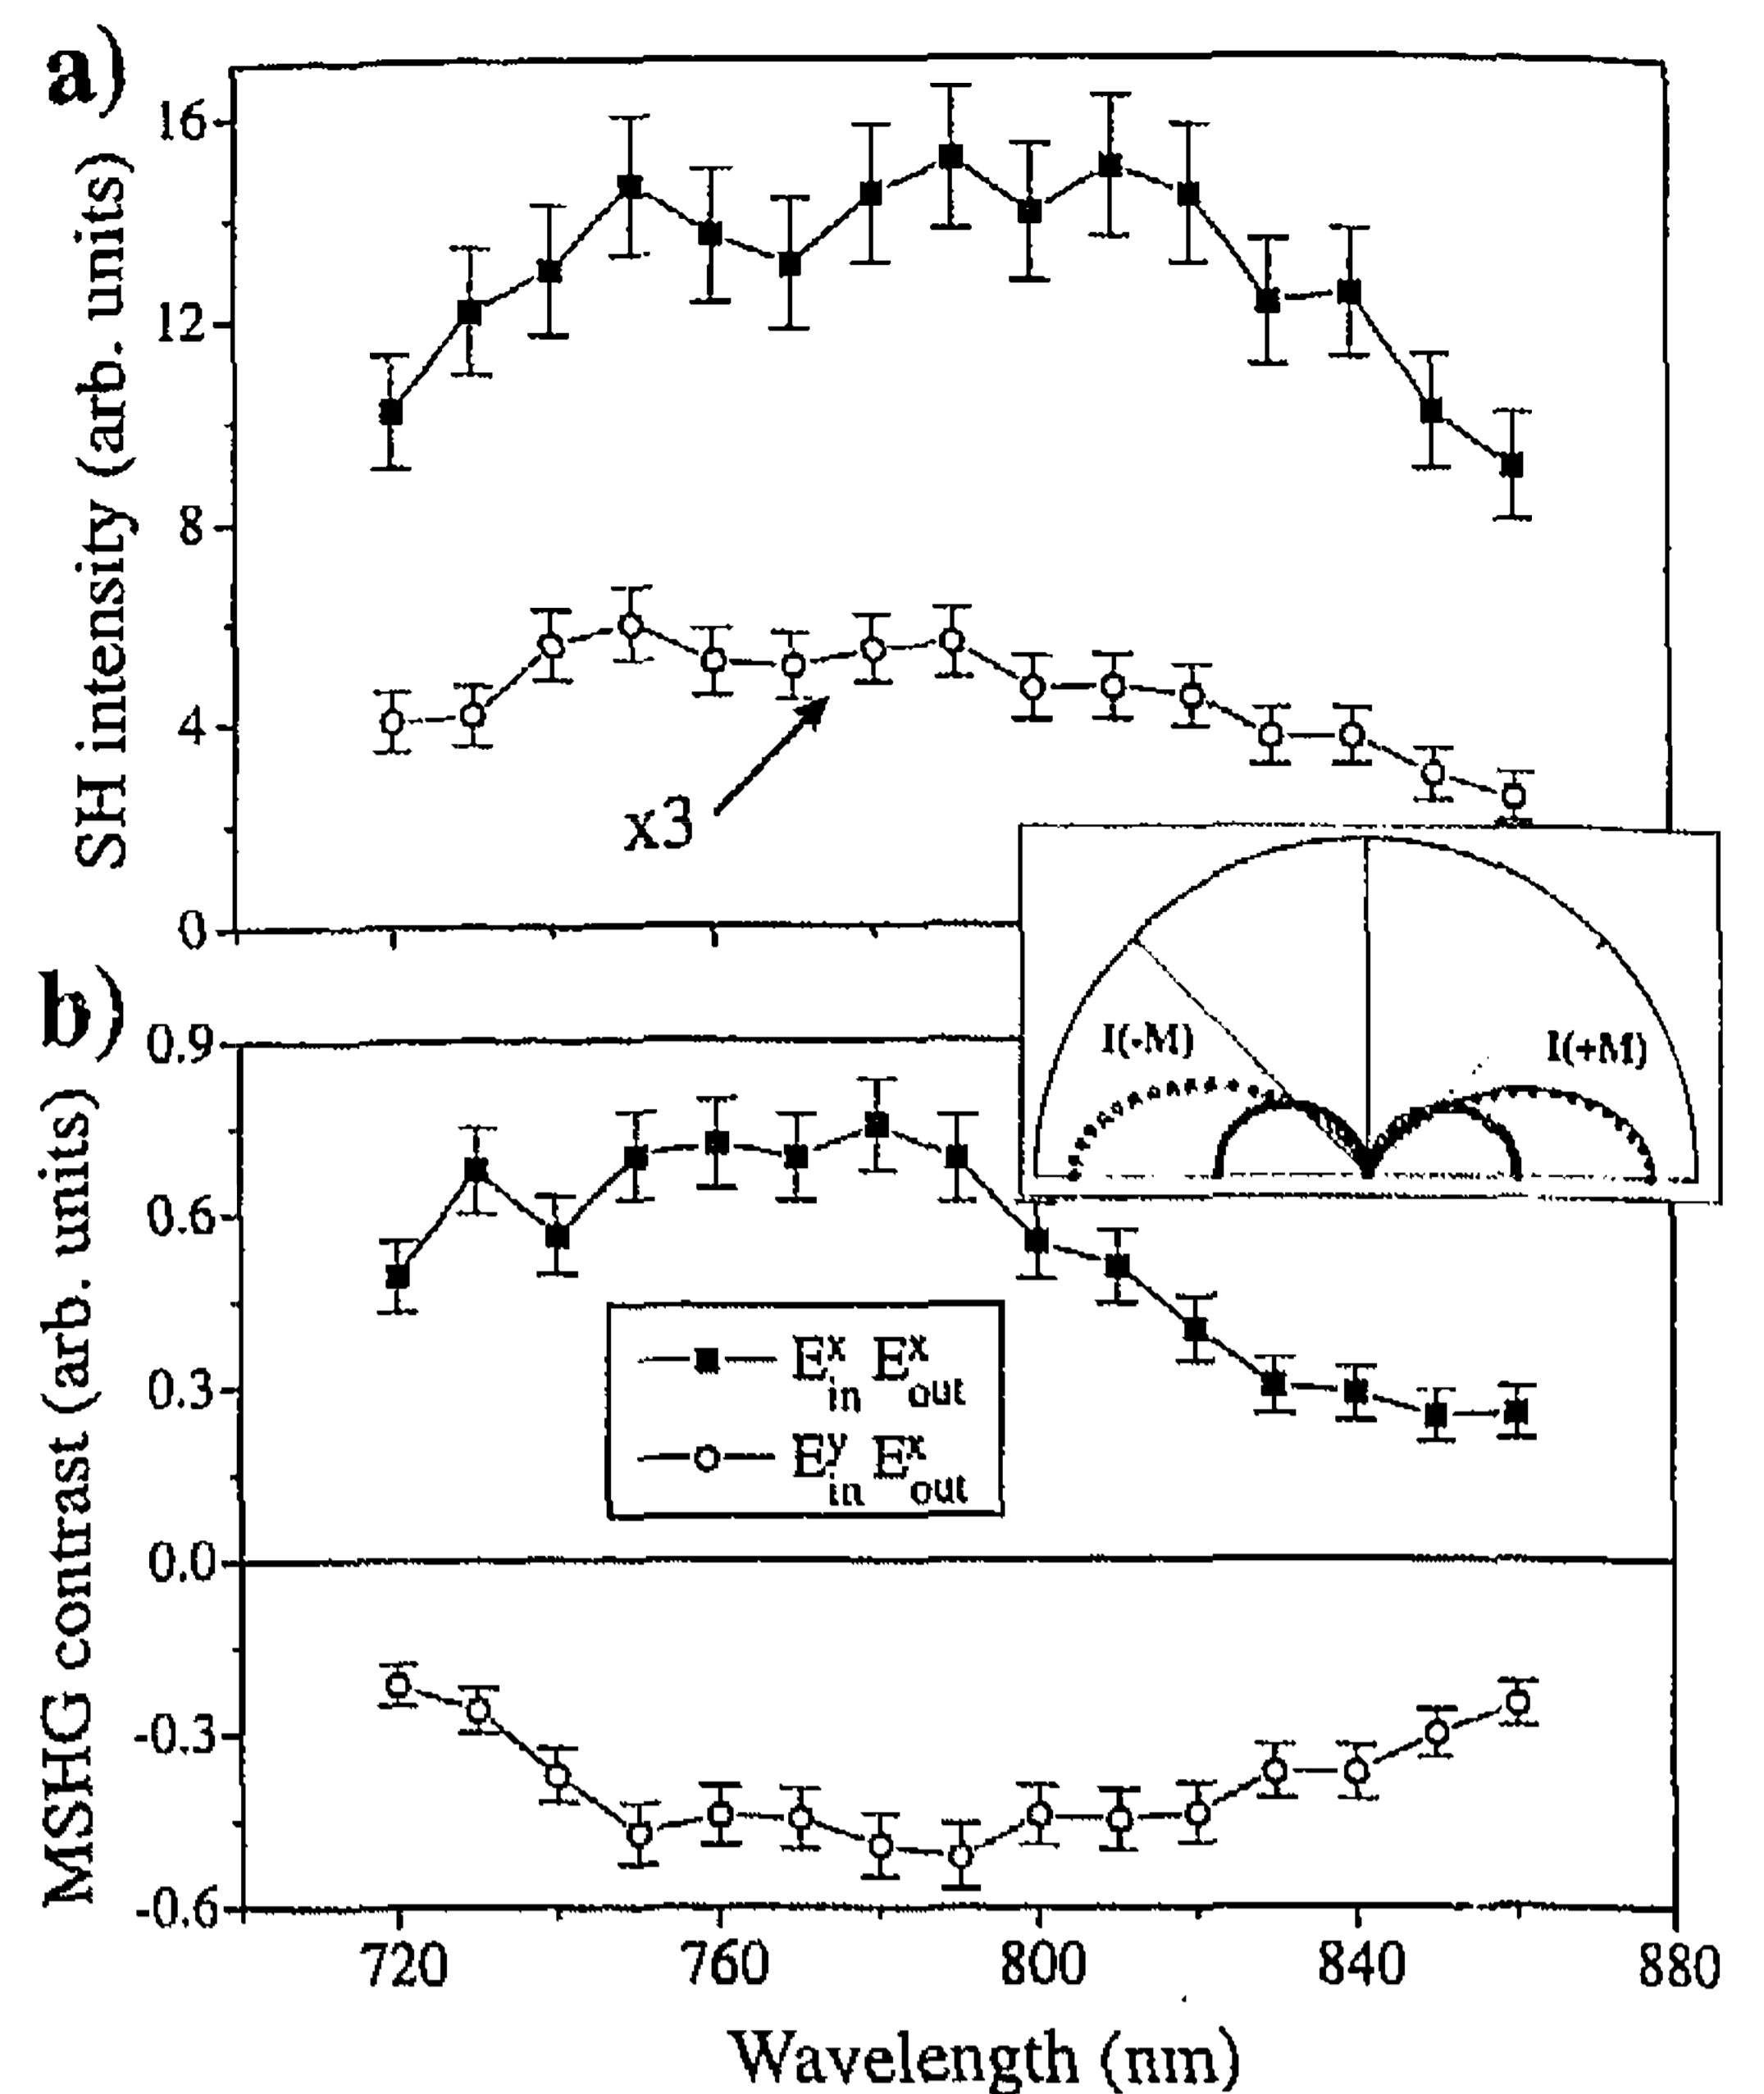 a)
SH intensity (arb. units)
16
12
8
4
0
x3
b)
MSHG contrast (arb. units)
0.9
0.6
0.3
0.0
-0.3
-0.6
I(-M)
I(+M)
E^x_in E^x_out
E^y_in E^x_out
720 760 800 840 880
Wavelength (nm)